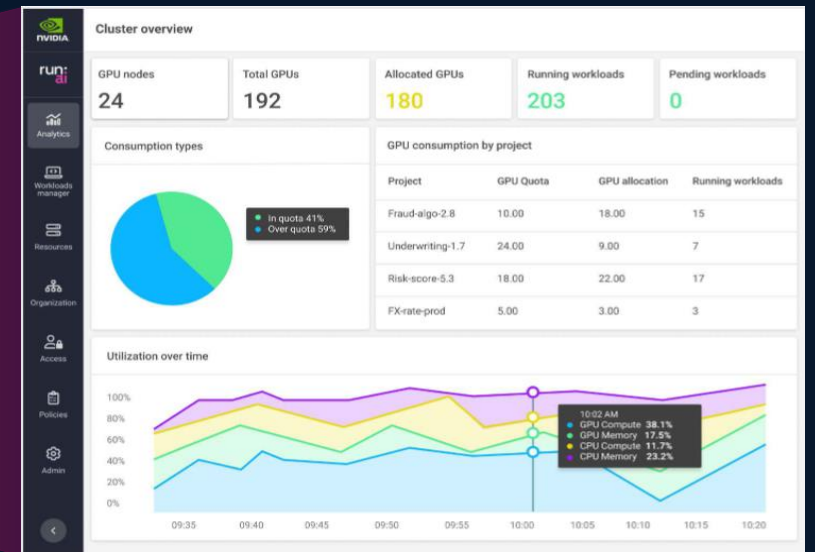 NVIDIA
run:
ai
Analytics
Workloads
manager
Resources
Organization
Access
Policies
Admin
Cluster overview
GPU nodes
24
Total GPUs
192
Allocated GPUs
180
Running workloads
203
Pending workloads
0
Consumption types
In quota 41%
Over quota 59%
GPU consumption by project
Project GPU Quota GPU allocation Running workloads
Fraud-algo-2.8 10.00 18.00 15
Underwriting-1.7 24.00 9.00 7
Risk-score-5.3 18.00 22.00 17
FX-rate-prod 5.00 3.00 3
Utilization over time
100%
80%
60%
40%
20%
0%
10:02 AM
GPU Compute 38.1%
GPU Memory 17.5%
CPU Compute 11.7%
CPU Memory 23.2%
09:35 09:40 09:45 09:50 09:55 10:00 10:05 10:10 10:15 10:20